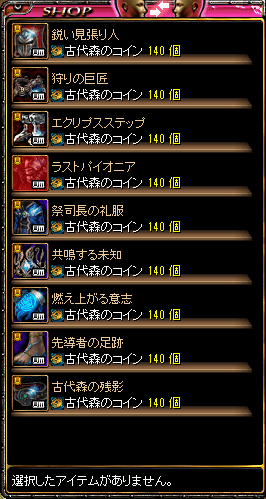 SHOP
鋭い見張り人
古代森のコイン 140 個
狩りの巨匠
古代森のコイン 140 個
エクリプスステップ
古代森のコイン 140 個
ラストパイオニア
古代森のコイン 140 個
祭司長の礼服
古代森のコイン 140 個
共鳴する未知
古代森のコイン 140 個
燃え上がる意志
古代森のコイン 140 個
先導者の足跡
古代森のコイン 140 個
古代森の残影
古代森のコイン 140 個
選択したアイテムがありません。